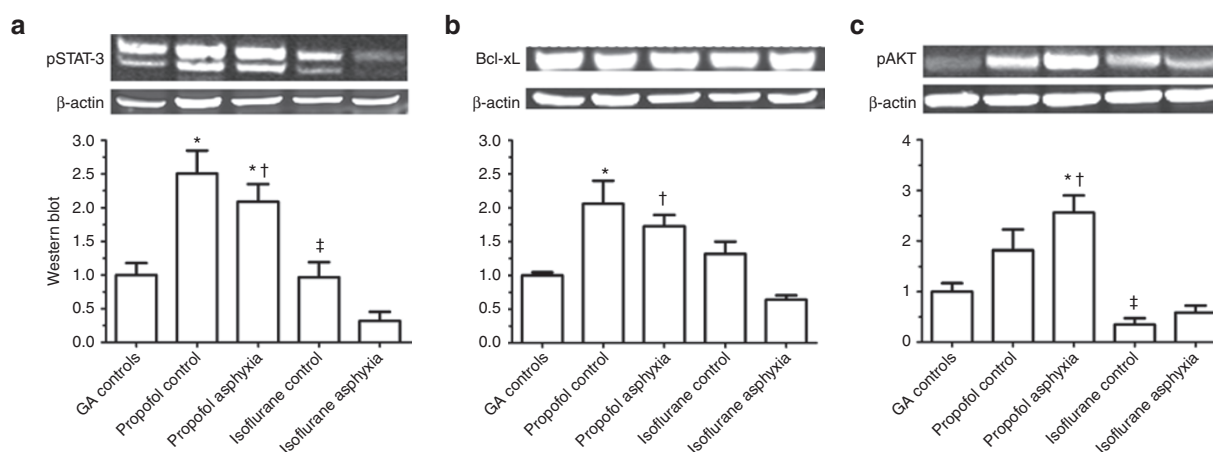 a
pSTAT-3
β-actin
Western blot
3.0
2.5
2.0
1.5
1.0
0.5
0.0
*
* †
‡
GA controls
Propofol control
Propofol asphyxia
Isoflurane control
Isoflurane asphyxia
b
Bcl-xL
β-actin
3.0
2.5
2.0
1.5
1.0
0.5
0.0
*
†
GA controls
Propofol control
Propofol asphyxia
Isoflurane control
Isoflurane asphyxia
c
pAKT
β-actin
4
3
2
1
0
* †
‡
GA controls
Propofol control
Propofol asphyxia
Isoflurane control
Isoflurane asphyxia